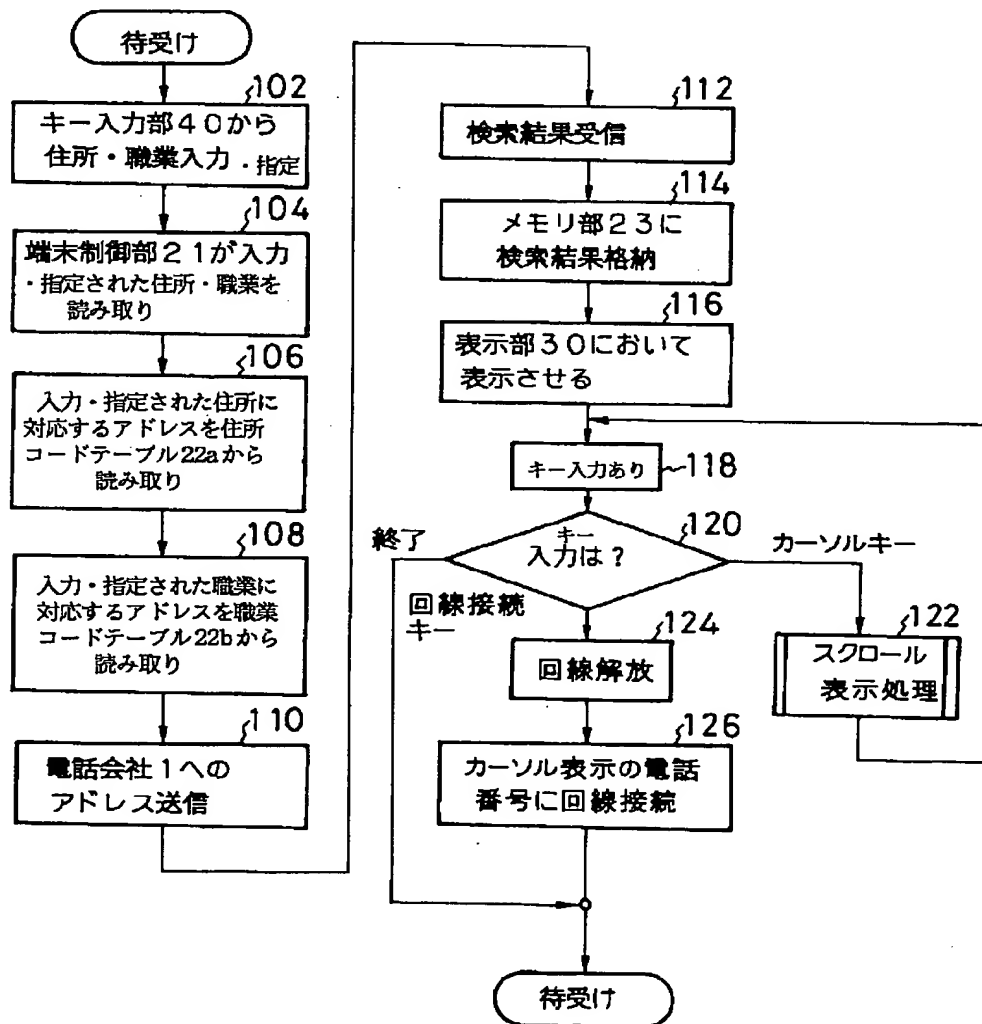 待受け
102
キー入力部40から
住所・職業入力・指定
104
端末制御部21が入力
・指定された住所・職業を
読み取り
106
入力・指定された住所に
対応するアドレスを住所
コードテーブル22aから
読み取り
108
入力・指定された職業に
対応するアドレスを職業
コードテーブル22bから
読み取り
110
電話会社1への
アドレス送信
112
検索結果受信
114
メモリ部23に
検索結果格納
116
表示部30において
表示させる
キー入力あり
118
120
キー
入力は?
終了
カーソルキー
回線接続
キー
122
スクロール
表示処理
124
回線解放
126
カーソル表示の電話
番号に回線接続
待受け